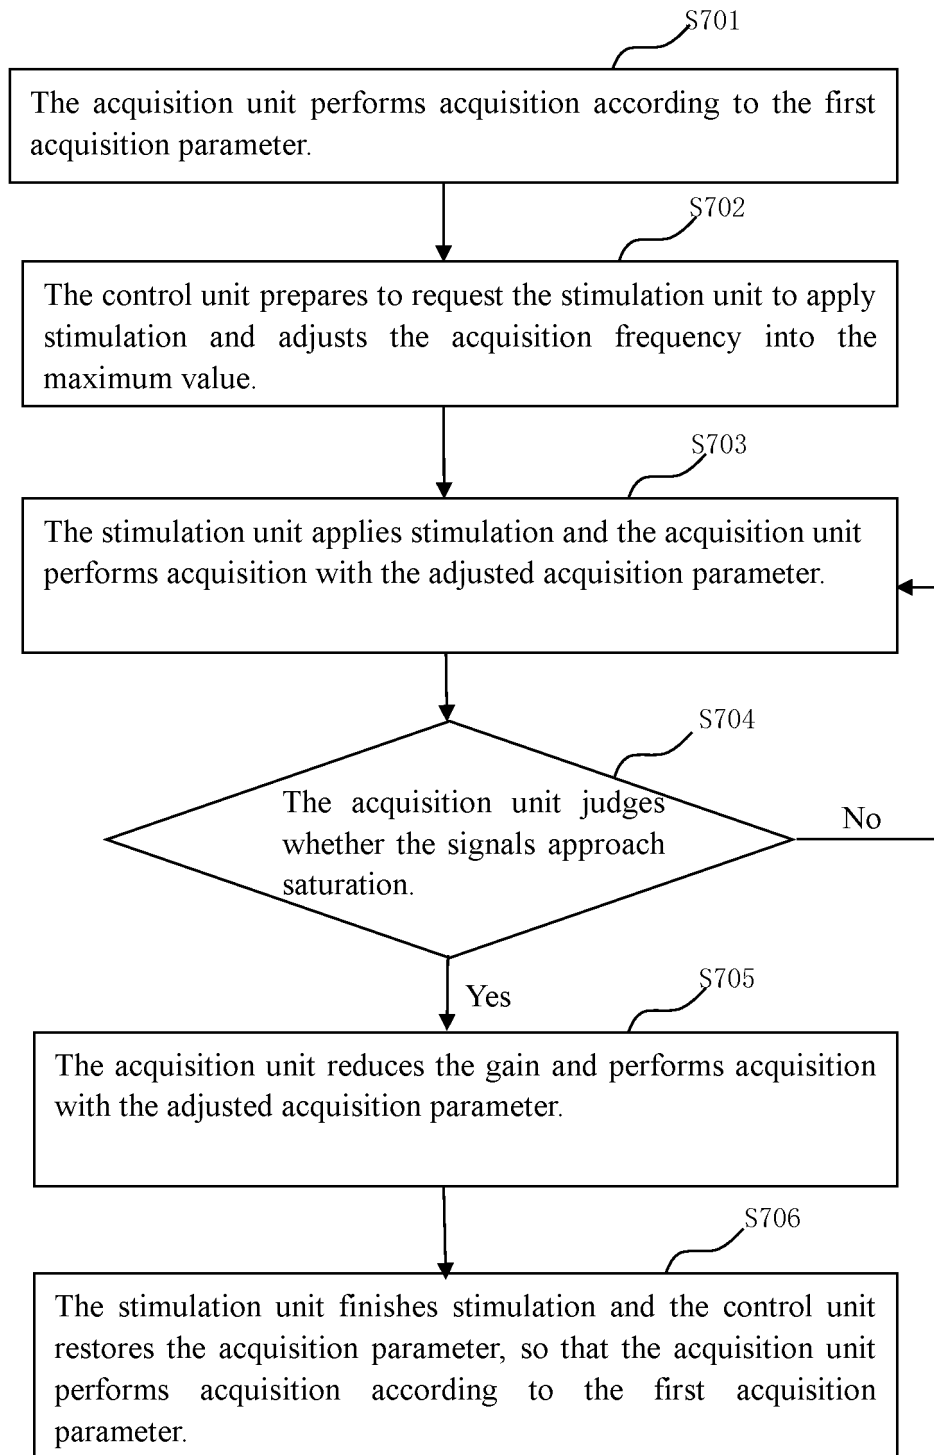 S701
The acquisition unit performs acquisition according to the first
acquisition parameter.
S702
The control unit prepares to request the stimulation unit to apply
stimulation and adjusts the acquisition frequency into the
maximum value.
S703
The stimulation unit applies stimulation and the acquisition unit
performs acquisition with the adjusted acquisition parameter.
S704
The acquisition unit judges
whether the signals approach
saturation.
No
Yes
S705
The acquisition unit reduces the gain and performs acquisition
with the adjusted acquisition parameter.
S706
The stimulation unit finishes stimulation and the control unit
restores the acquisition parameter, so that the acquisition unit
performs acquisition according to the first acquisition
parameter.